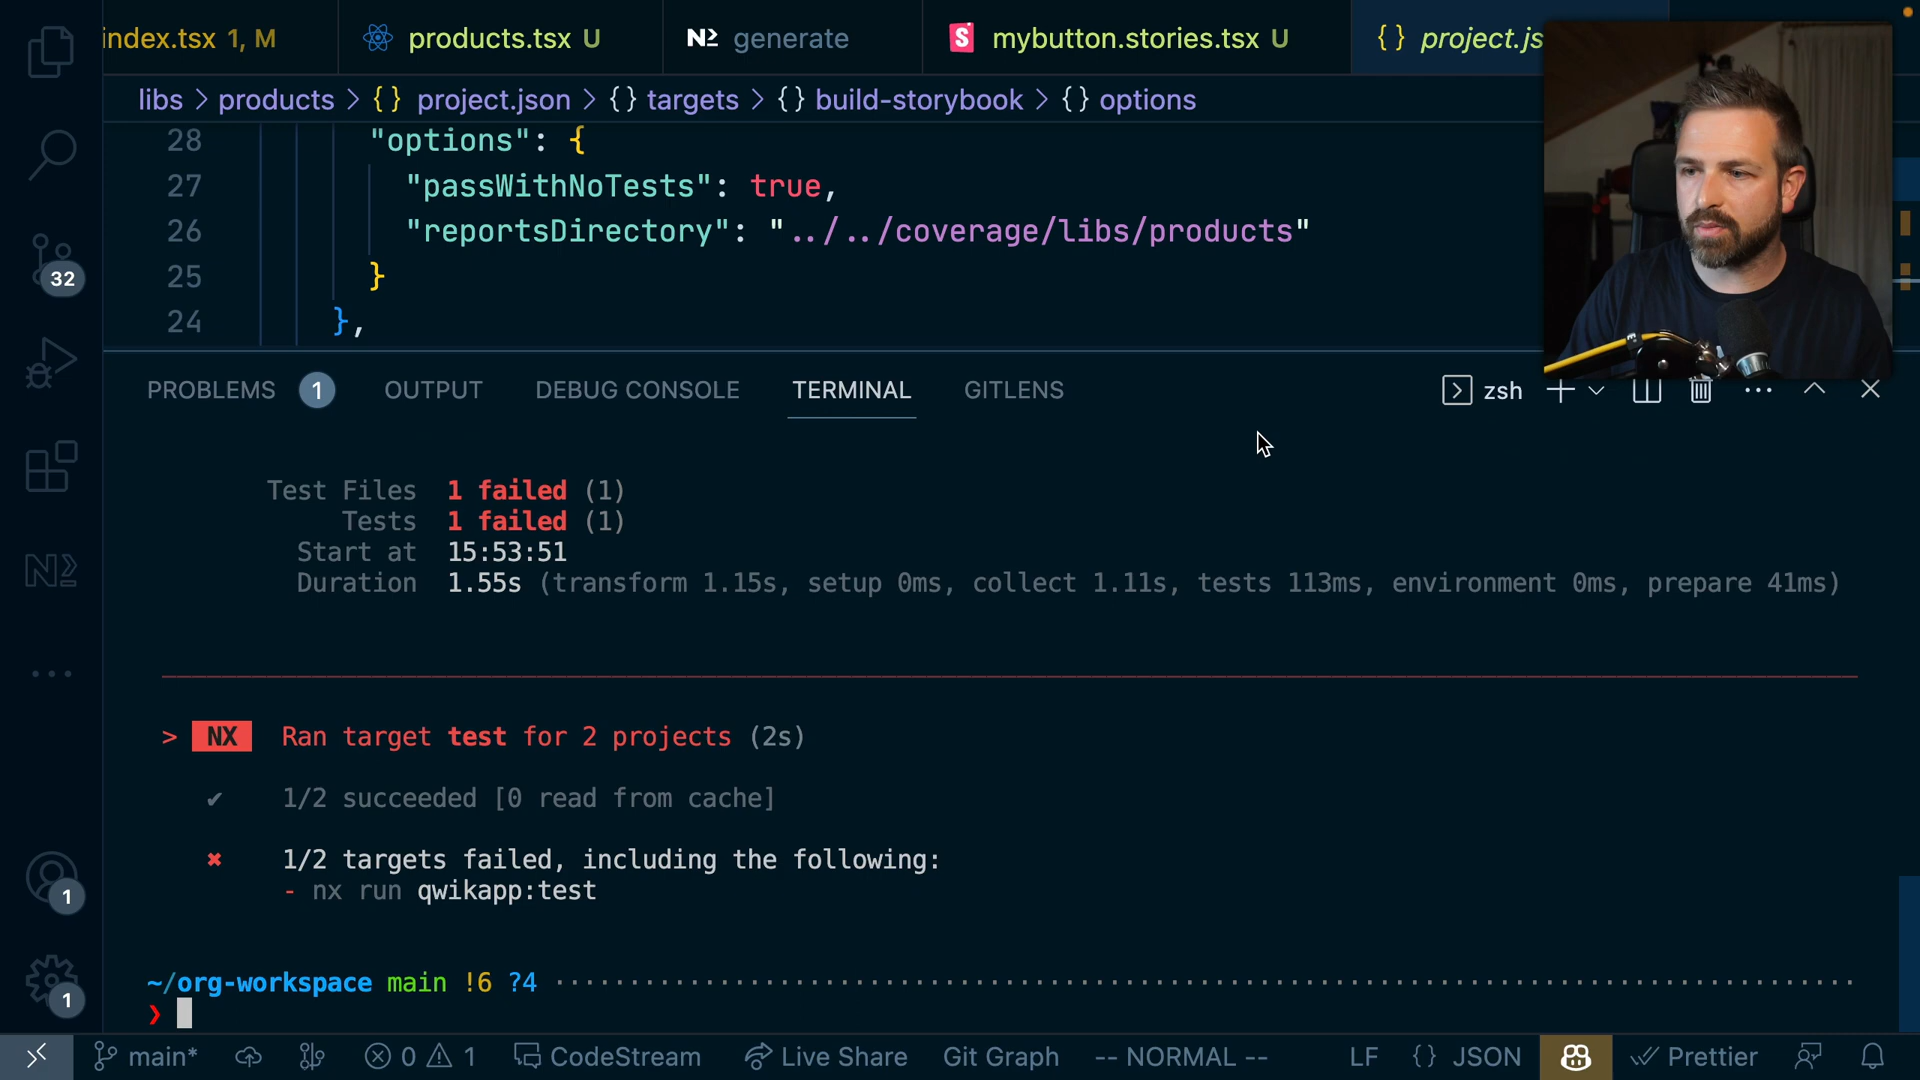 index.tsx 1, M
products.tsx U
generate
mybutton.stories.tsx U
{} project.js
libs > products > {} project.json > {} targets > {} build-storybook > {} options
28 "options": {
27 "passWithNoTests": true,
26 "reportsDirectory": "../../coverage/libs/products"
25 }
24 },
32
PROBLEMS 1 OUTPUT DEBUG CONSOLE TERMINAL GITLENS zsh
Test Files 1 failed (1)
Tests 1 failed (1)
Start at 15:53:51
Duration 1.55s (transform 1.15s, setup 0ms, collect 1.11s, tests 113ms, environment 0ms, prepare 41ms)
> NX Ran target test for 2 projects (2s)
✔ 1/2 succeeded [0 read from cache]
✖ 1/2 targets failed, including the following:
- nx run qwikapp:test
1
~/org-workspace main !6 ?4
❯
1
main* 0 1 CodeStream Live Share Git Graph -- NORMAL -- LF {} JSON Prettier